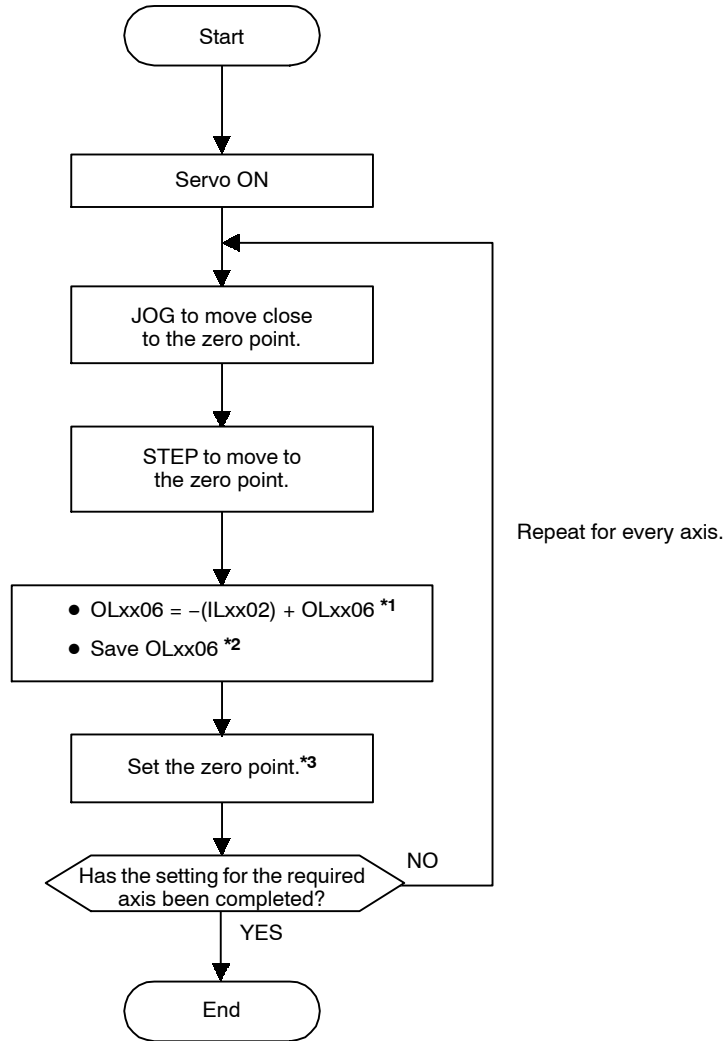 Start
Servo ON
JOG to move close
to the zero point.
STEP to move to
the zero point.
Repeat for every axis.
● OLxx06 = −(ILxx02) + OLxx06 *1
● Save OLxx06 *2
Set the zero point.*3
Has the setting for the required
axis been completed?
NO
YES
End